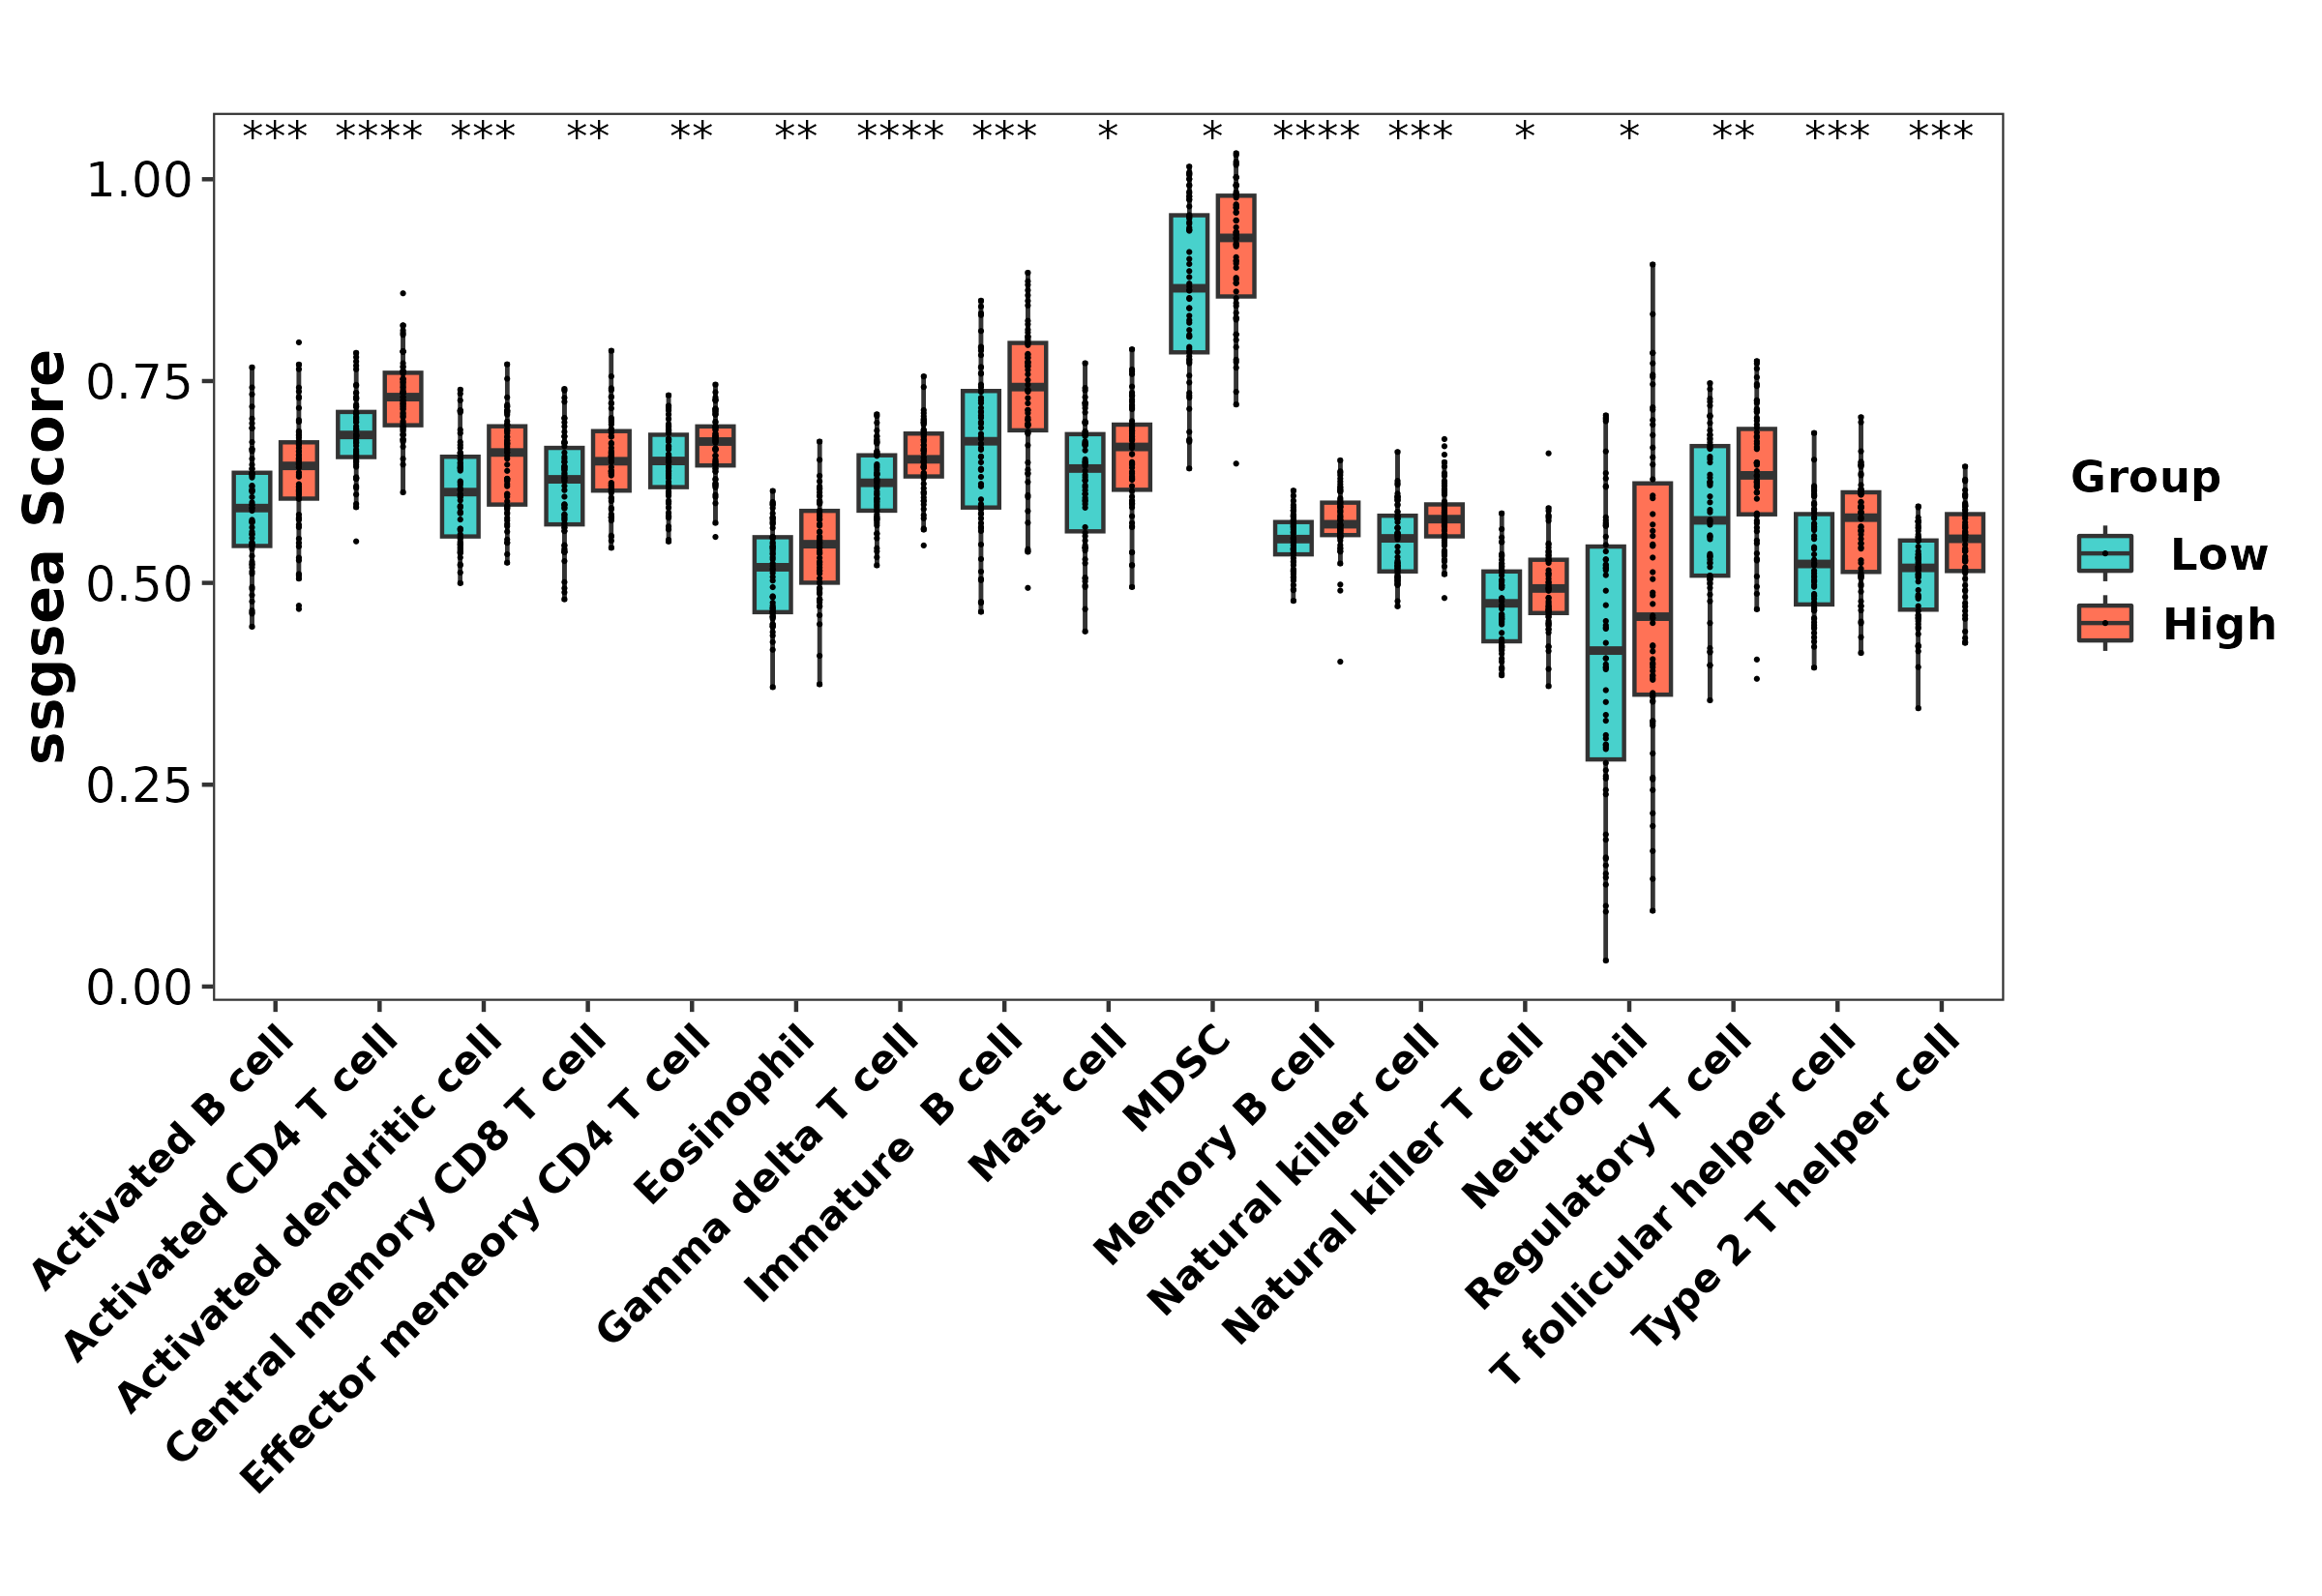 *** **** *** ** ** ** **** *** * * **** *** * * ** *** ***
1.00
0.75
0.50
0.25
0.00
ssgsea Score
Activated B cell
Activated CD4 T cell
Activated dendritic cell
Central memory CD8 T cell
Effector memeory CD4 T cell
Eosinophil
Gamma delta T cell
Immature  B cell
Mast cell
MDSC
Memory B cell
Natural killer cell
Natural killer T cell
Neutrophil
Regulatory T cell
T follicular helper cell
Type 2 T helper cell
Group
Low
High